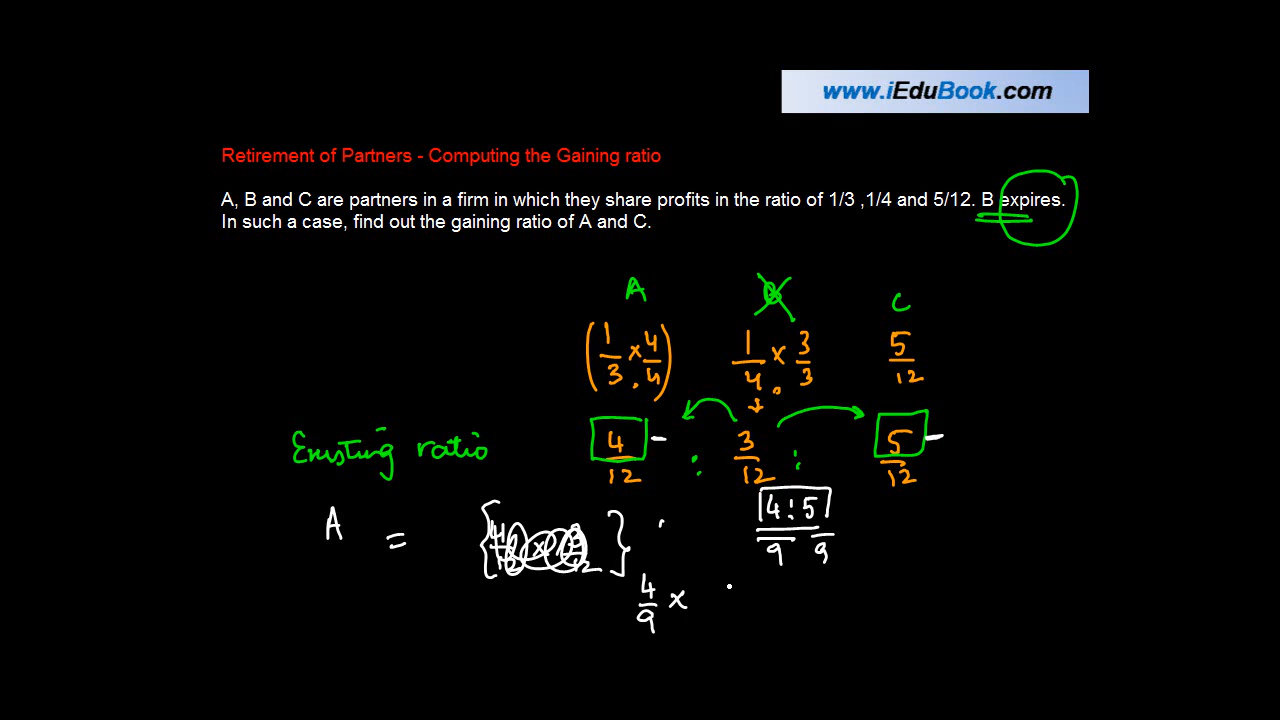 www.iEduBook.com
Retirement of Partners - Computing the Gaining ratio
A, B and C are partners in a firm in which they share profits in the ratio of 1/3 ,1/4 and 5/12. B expires.
In such a case, find out the gaining ratio of A and C.
A B C
(1/3 × 4/4) 1/4 × 3/3 5/12
Existing ratio 4/12 : 3/12 : 5/12
A = { } 4:5
9 9
4/9 ×